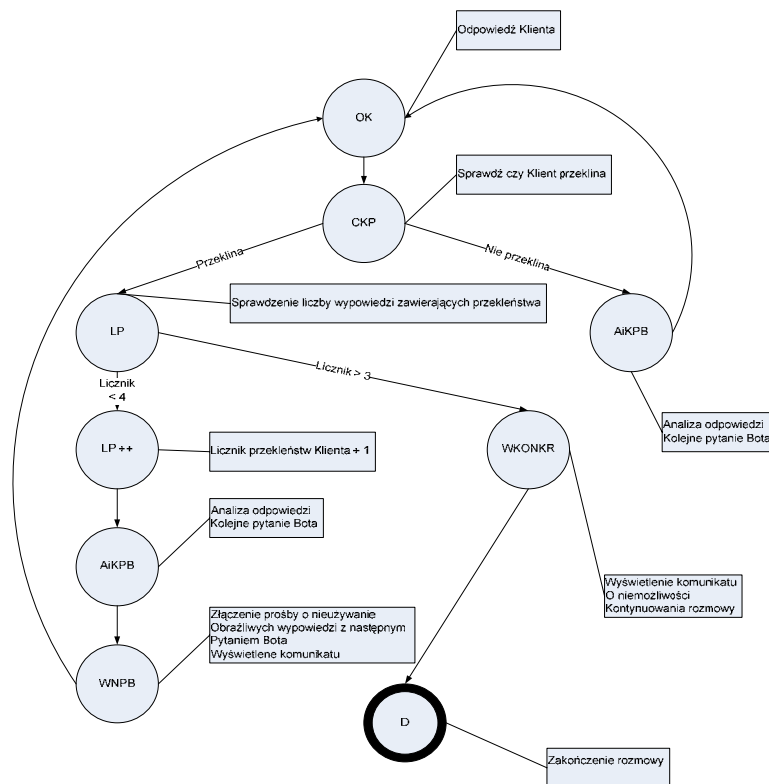 Odpowiedź Klienta
OK
Sprawdź czy Klient przeklina
CKP
Przeklina
Nie przeklina
Sprawdzenie liczby wypowiedzi zawierających przekleństwa
LP
AiKPB
Licznik > 3
Licznik
< 4
Analiza odpowiedzi
Kolejne pytanie Bota
LP ++
Licznik przekleństw Klienta + 1
WKONKR
Analiza odpowiedzi
Kolejne pytanie Bota
AiKPB
Wyświetlenie komunikatu
O niemożliwości
Kontynuowania rozmowy
Złączenie prośby o nieużywanie
Obraźliwych wypowiedzi z następnym
Pytaniem Bota
Wyświetlene komunikatu
WNPB
D
Zakończenie rozmowy